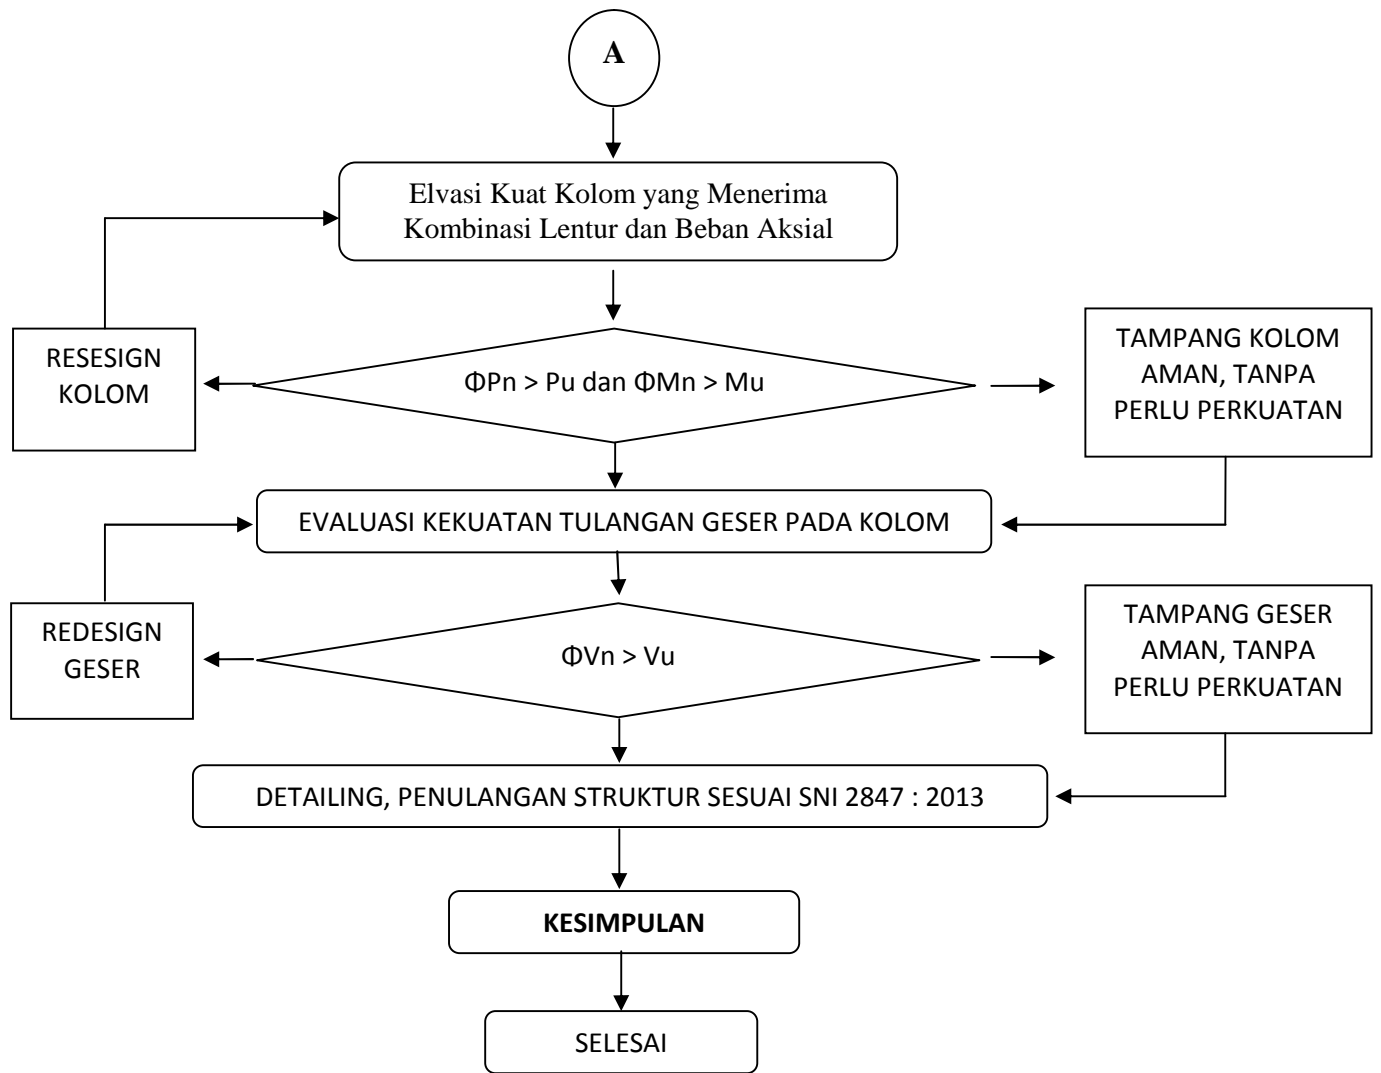 A
Elvasi Kuat Kolom yang Menerima
Kombinasi Lentur dan Beban Aksial
RESESIGN
KOLOM
ΦPn > Pu dan ΦMn > Mu
TAMPANG KOLOM
AMAN, TANPA
PERLU PERKUATAN
EVALUASI KEKUATAN TULANGAN GESER PADA KOLOM
REDESIGN
GESER
ΦVn > Vu
TAMPANG GESER
AMAN, TANPA
PERLU PERKUATAN
DETAILING, PENULANGAN STRUKTUR SESUAI SNI 2847 : 2013
KESIMPULAN
SELESAI